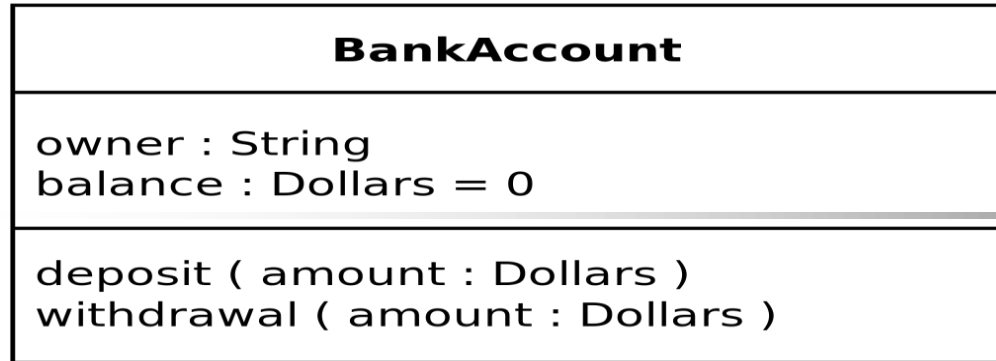 BankAccount
owner : String
balance : Dollars = 0
deposit ( amount : Dollars )
withdrawal ( amount : Dollars )